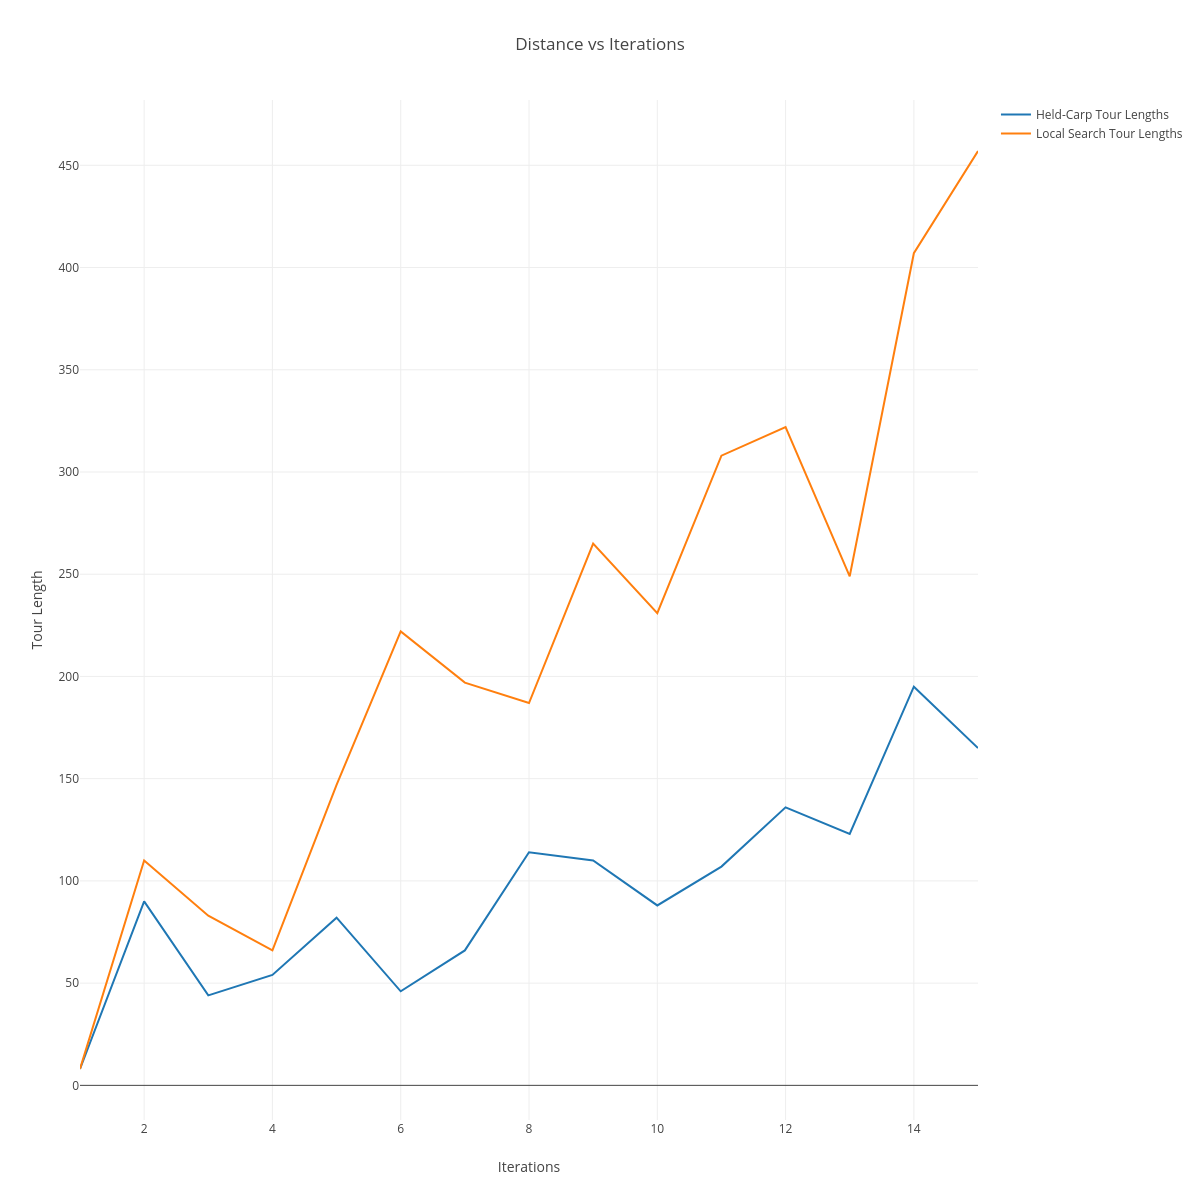 Distance vs Iterations
Held-Carp Tour Lengths
Local Search Tour Lengths
450
400
350
300
250
200
150
100
50
0
Tour Length
2 4 6 8 10 12 14
Iterations